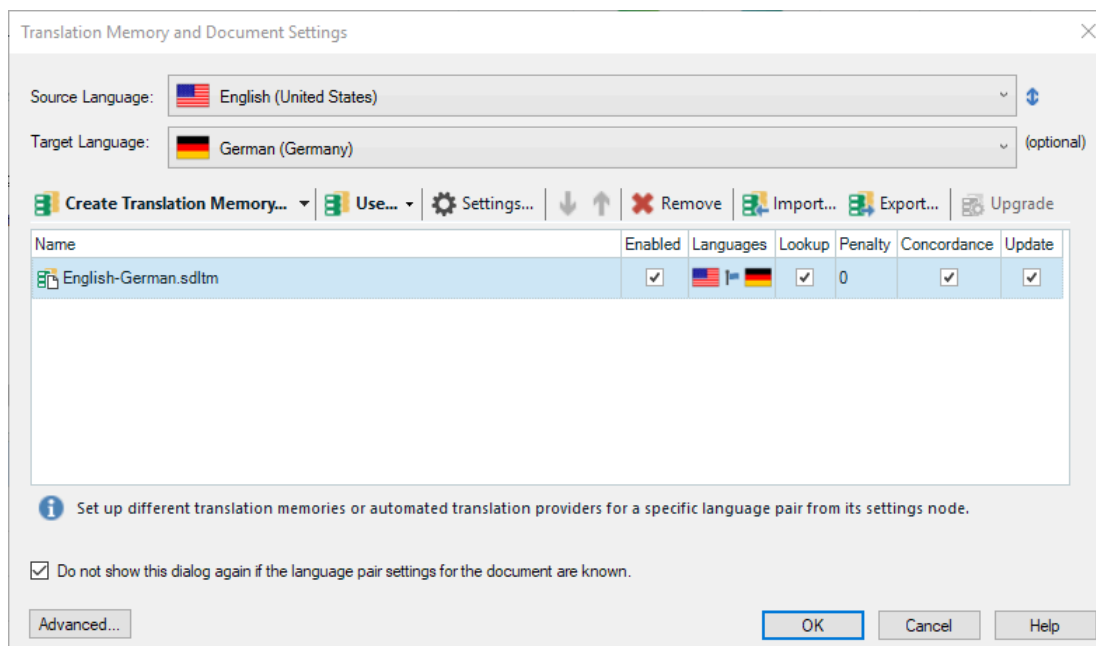 Translation Memory and Document Settings
Source Language: English (United States)
Target Language: German (Germany) (optional)
Create Translation Memory... Use... Settings... Remove Import... Export... Upgrade
Name Enabled Languages Lookup Penalty Concordance Update
English-German.sdltm 0
Set up different translation memories or automated translation providers for a specific language pair from its settings node.
Do not show this dialog again if the language pair settings for the document are known.
Advanced... OK Cancel Help